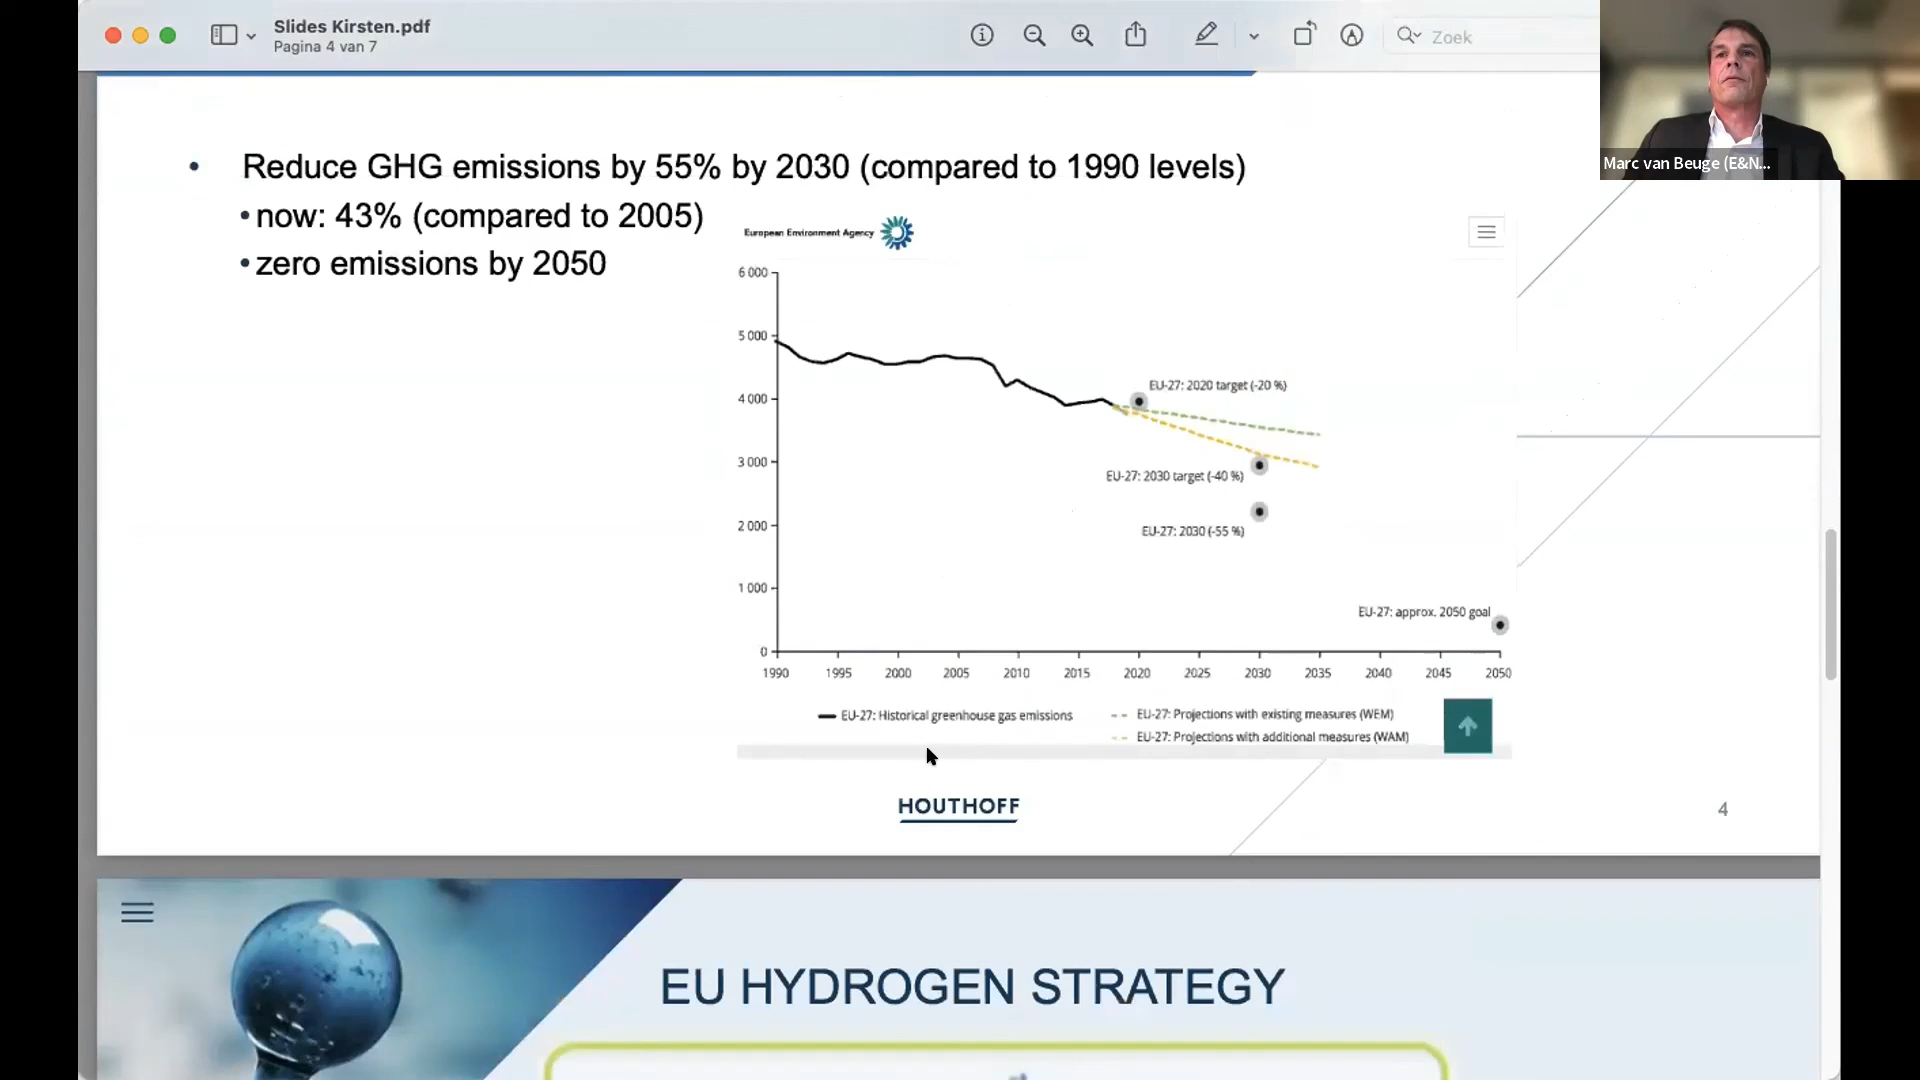 Slides Kirsten.pdf
Pagina 4 van 7
Zoek
Marc van Beuge (E&N...
• Reduce GHG emissions by 55% by 2030 (compared to 1990 levels)
• now: 43% (compared to 2005)
• zero emissions by 2050
European Environment Agency
6 000
5 000
4 000
3 000
2 000
1 000
0
EU-27: 2020 target (-20 %)
EU-27: 2030 target (-40 %)
EU-27: 2030 (-55 %)
EU-27: approx. 2050 goal
1990 1995 2000 2005 2010 2015 2020 2025 2030 2035 2040 2045 2050
EU-27: Historical greenhouse gas emissions
EU-27: Projections with existing measures (WEM)
EU-27: Projections with additional measures (WAM)
HOUTHOFF
4
EU HYDROGEN STRATEGY